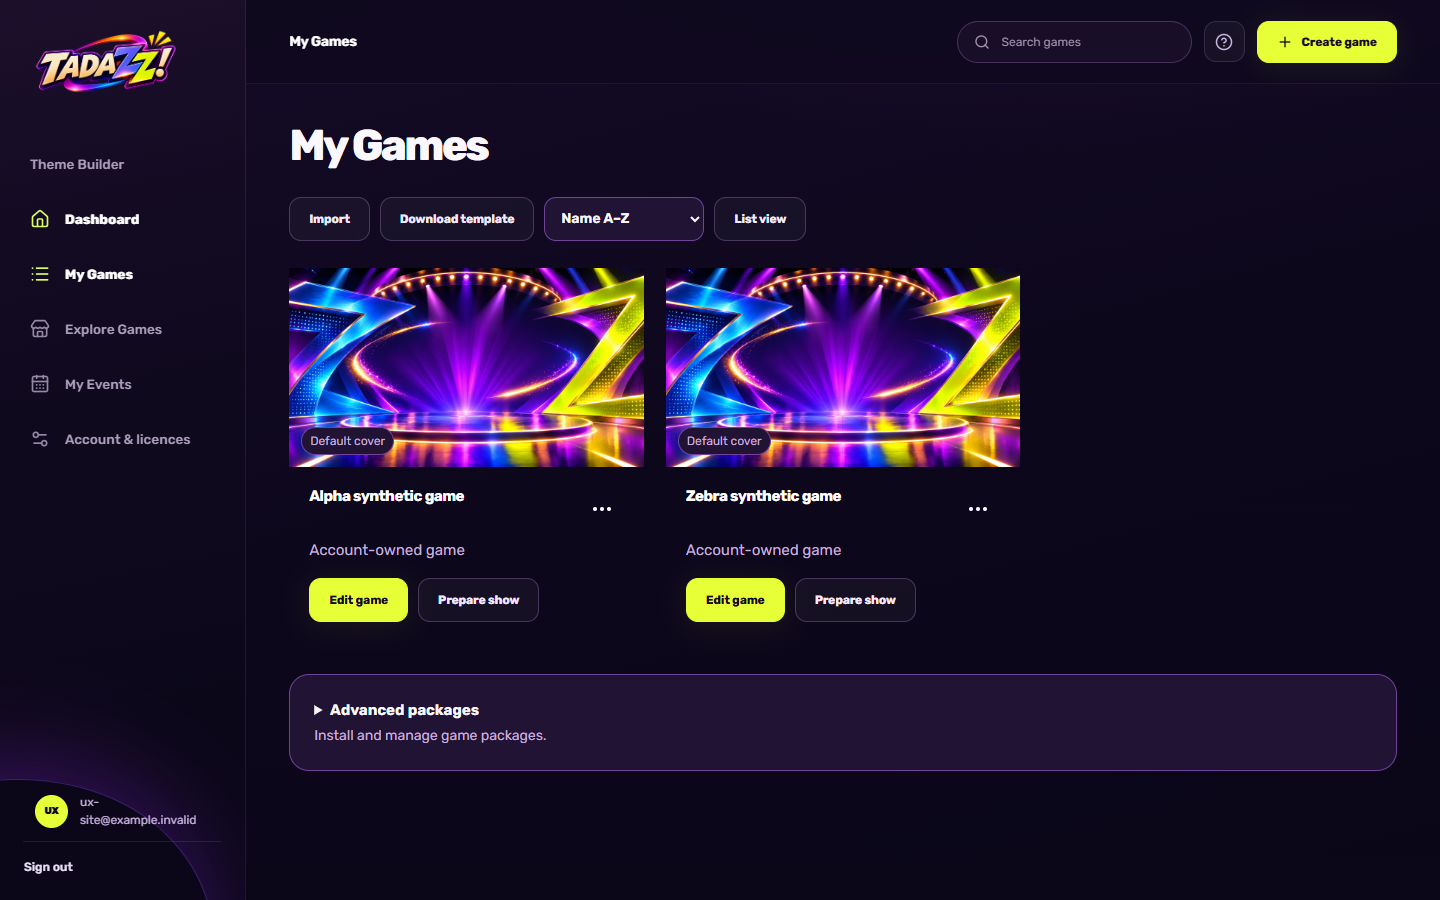 TADAZZ!
Theme Builder
Dashboard
My Games
Explore Games
My Events
Account & licences
UX
ux-
site@example.invalid
Sign out
My Games
Search games
Create game
My Games
Import
Download template
Name A–Z
List view
Default cover
Default cover
Alpha synthetic game
Zebra synthetic game
Account-owned game
Account-owned game
Edit game
Prepare show
Edit game
Prepare show
Advanced packages
Install and manage game packages.